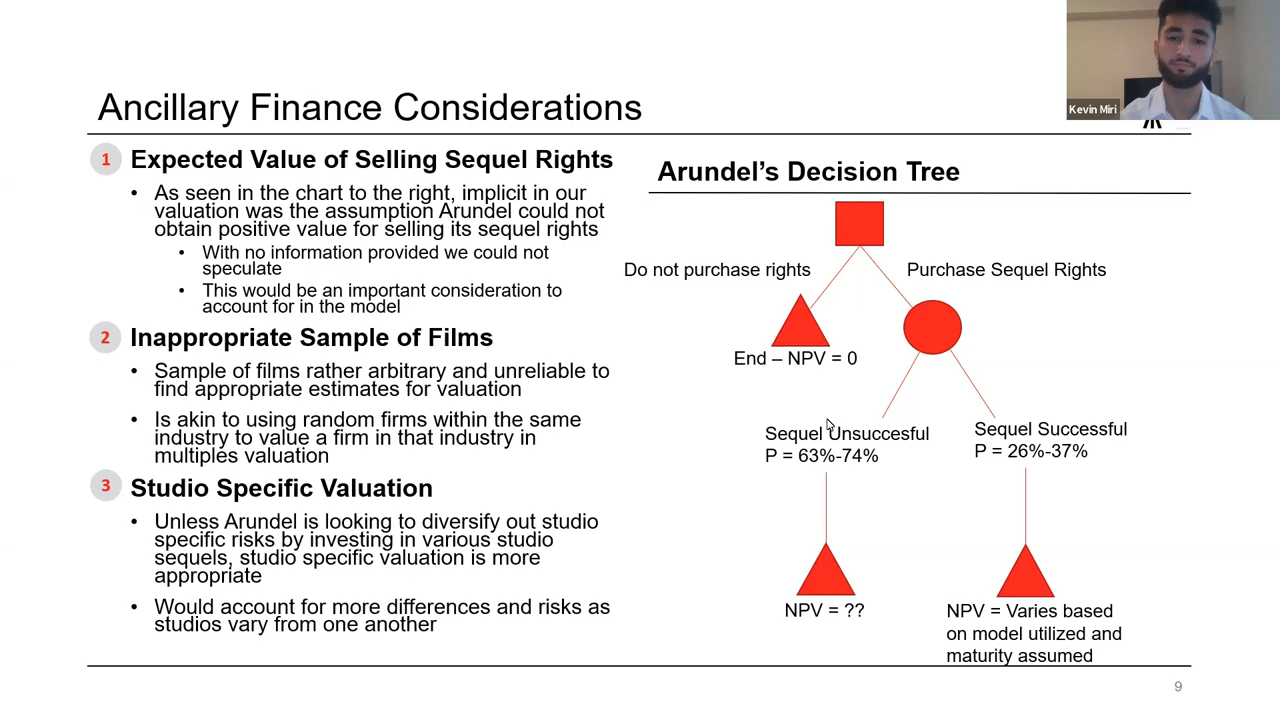 Kevin Miri
Ancillary Finance Considerations
1 Expected Value of Selling Sequel Rights
• As seen in the chart to the right, implicit in our
valuation was the assumption Arundel could not
obtain positive value for selling its sequel rights
• With no information provided we could not
speculate
• This would be an important consideration to
account for in the model
2 Inappropriate Sample of Films
• Sample of films rather arbitrary and unreliable to
find appropriate estimates for valuation
• Is akin to using random firms within the same
industry to value a firm in that industry in
multiples valuation
3 Studio Specific Valuation
• Unless Arundel is looking to diversify out studio
specific risks by investing in various studio
sequels, studio specific valuation is more
appropriate
• Would account for more differences and risks as
studios vary from one another
Arundel’s Decision Tree
Do not purchase rights
Purchase Sequel Rights
End – NPV = 0
Sequel Unsuccesful
P = 63%-74%
Sequel Successful
P = 26%-37%
NPV = ??
NPV = Varies based
on model utilized and
maturity assumed
9